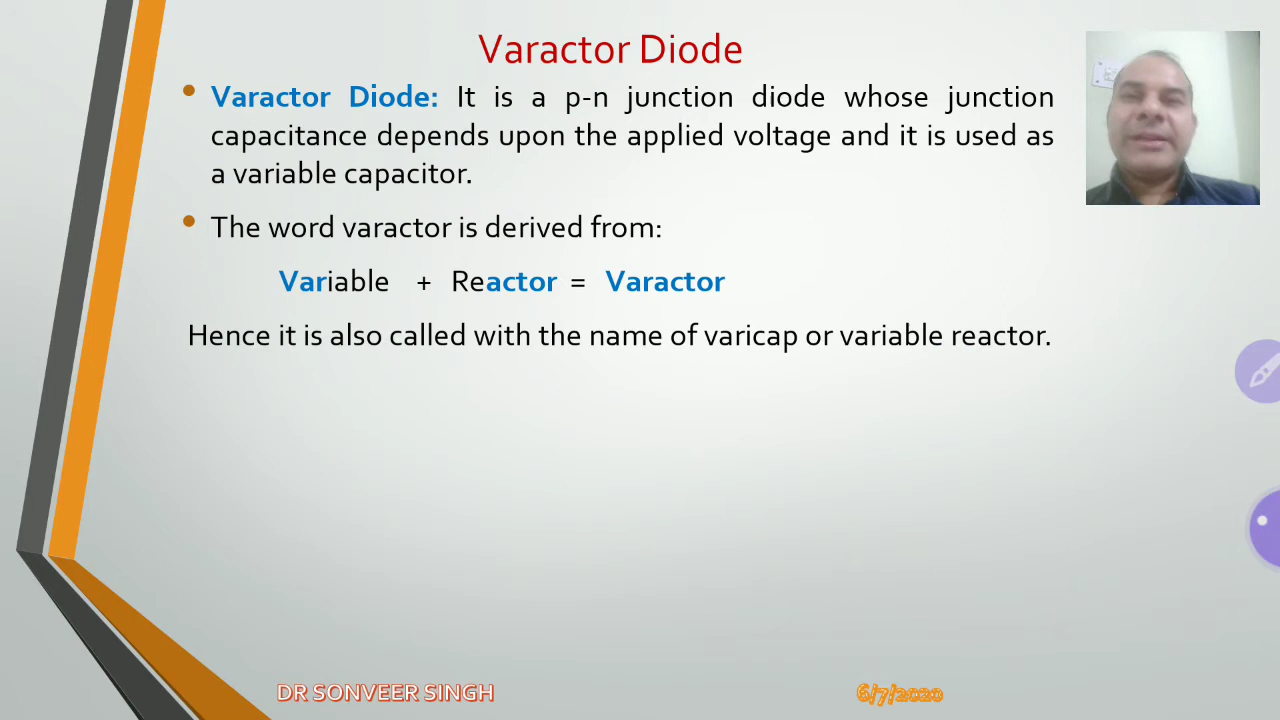 Varactor Diode
Varactor Diode: It is a p-n junction diode whose junction
capacitance depends upon the applied voltage and it is used as
a variable capacitor.
The word varactor is derived from:
Variable + Reactor = Varactor
Hence it is also called with the name of varicap or variable reactor.
DR SONVEER SINGH
6/7/2020